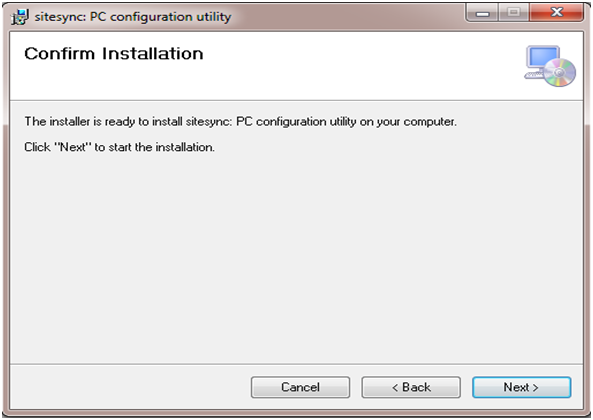 sitesync: PC configuration utility
Confirm Installation
The installer is ready to install sitesync: PC configuration utility on your computer.
Click "Next" to start the installation.
Cancel
< Back
Next >